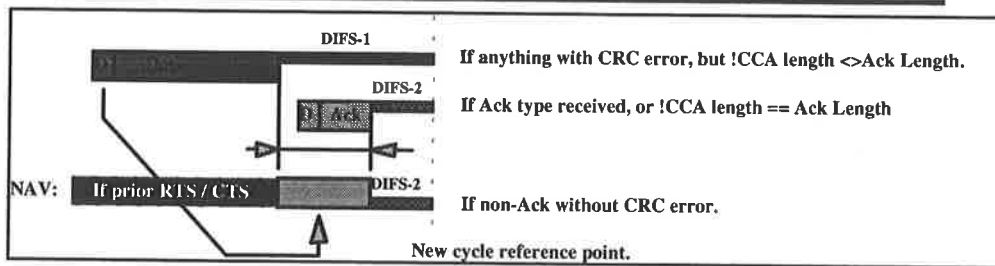 DIFS-1
If anything with CRC error, but !CCA length <>Ack Length.
DIFS-2
If Ack type received, or !CCA length == Ack Length
D Ack
NAV: If prior RTS / CTS DIFS-2
If non-Ack without CRC error.
New cycle reference point.